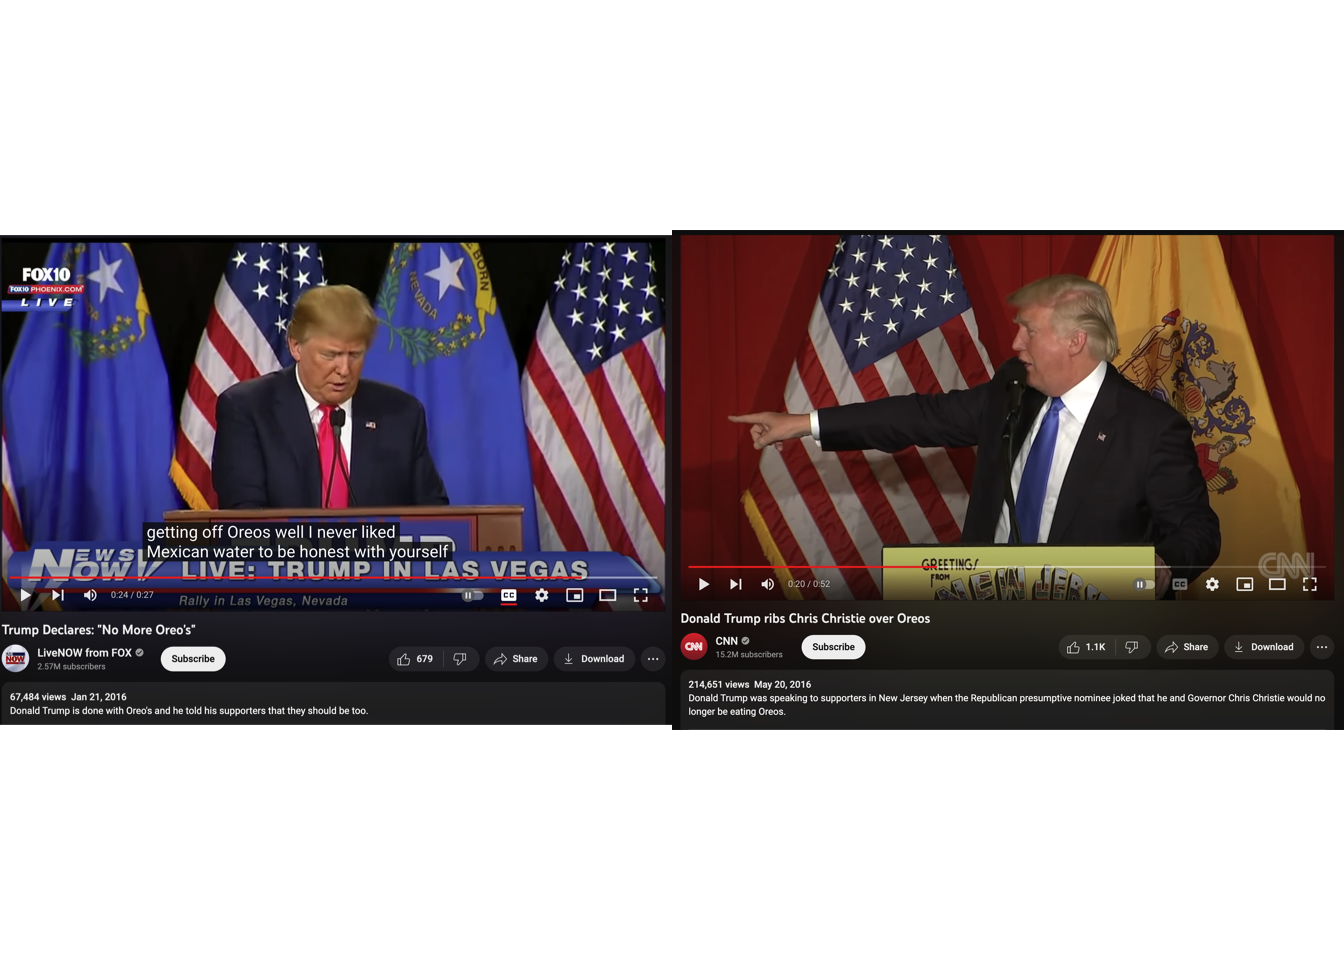 FOX10
FOX10 PHOENIX.COM
LIVE
NEVADA
BORN
getting off Oreos well I never liked
Mexican water to be honest with yourself
NEWS NOW
LIVE: TRUMP IN LAS VEGAS
Rally in Las Vegas, Nevada
0:24 / 0:27
CC
Trump Declares: "No More Oreo's"
NOW
LiveNOW from FOX
2.57M subscribers
Subscribe
679
Share
Download
67,484 views Jan 21, 2016
Donald Trump is done with Oreo's and he told his supporters that they should be too.
GREETINGS
FROM
NEW JERSEY
CNN
0:20 / 0:52
CC
Donald Trump ribs Chris Christie over Oreos
CNN
CNN
15.2M subscribers
Subscribe
1.1K
Share
Download
214,651 views May 20, 2016
Donald Trump was speaking to supporters in New Jersey when the Republican presumptive nominee joked that he and Governor Chris Christie would no
longer be eating Oreos.